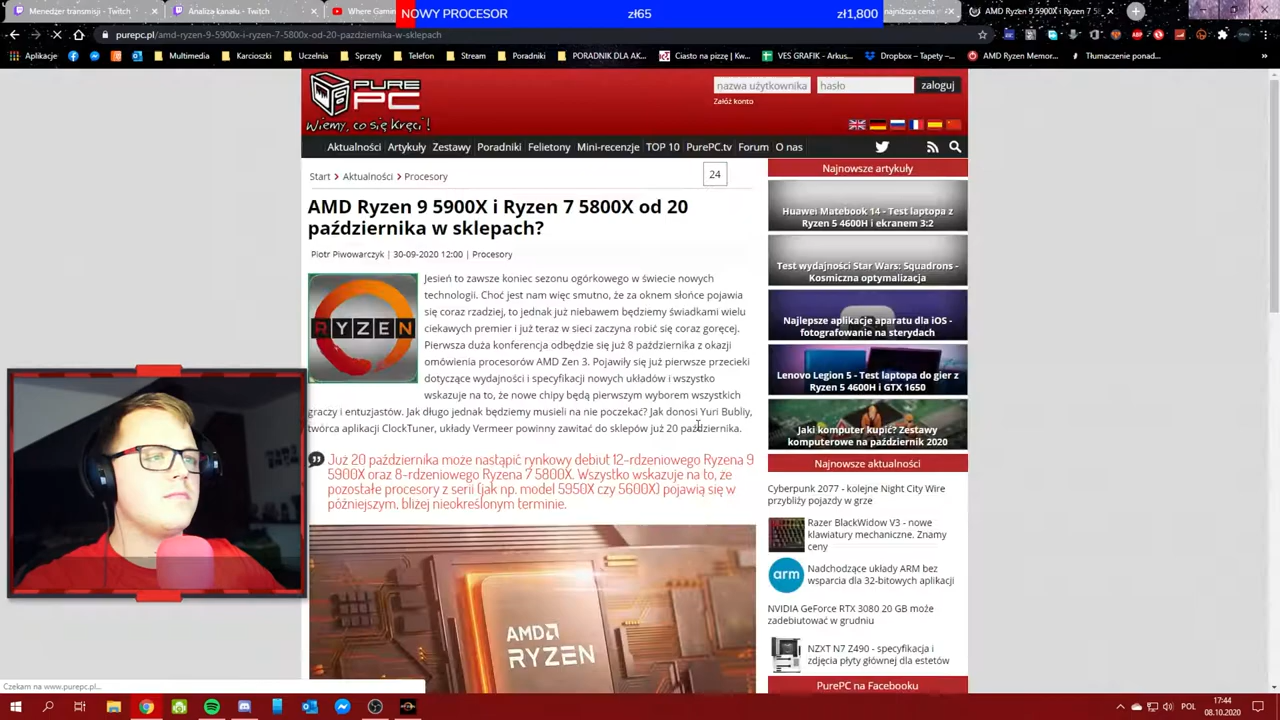 Menedżer transmisji - Twitch
Analiza kanału - Twitch
Where Gamin
NOWY PROCESOR
zł65
zł1,800
najniższa cena d
AMD Ryzen 9 5900X i Ryzen 7 58
purepc.pl/amd-ryzen-9-5900x-i-ryzen-7-5800x-od-20-pazdziernika-w-sklepach
Aplikacje
Multimedia
Karcioszki
Uczelnia
Sprzęty
Telefon
Stream
Poradniki
PORADNIK DLA AK...
Ciasto na pizzę | Kw...
VES GRAFIK - Arkus...
Dropbox – Tapety –...
AMD Ryzen Memor...
Tłumaczenie ponad...
PURE PC
Wiemy, co się kręci!
nazwa użytkownika
hasło
zaloguj
Załóż konto
Aktualności
Artykuły
Zestawy
Poradniki
Felietony
Mini-recenzje
TOP 10
PurePC.tv
Forum
O nas
Start > Aktualności > Procesory
24
AMD Ryzen 9 5900X i Ryzen 7 5800X od 20
października w sklepach?
Piotr Piwowarczyk | 30-09-2020 12:00 | Procesory
RYZEN
Jesień to zawsze koniec sezonu ogórkowego w świecie nowych
technologii. Choć jest nam więc smutno, że za oknem słońce pojawia
się coraz rzadziej, to jednak już niebawem będziemy świadkami wielu
ciekawych premier i już teraz w sieci zaczyna robić się coraz goręcej.
Pierwsza duża konferencja odbędzie się już 8 października z okazji
omówienia procesorów AMD Zen 3. Pojawiły się już pierwsze przecieki
dotyczące wydajności i specyfikacji nowych układów i wszystko
wskazuje na to, że nowe chipy będą pierwszym wyborem wszystkich
graczy i entuzjastów. Jak długo jednak będziemy musieli na nie poczekać? Jak donosi Yuri Bubliy,
twórca aplikacji ClockTuner, układy Vermeer powinny zawitać do sklepów już 20 października.
Już 20 października może nastąpić rynkowy debiut 12-rdzeniowego Ryzena 9
5900X oraz 8-rdzeniowego Ryzena 7 5800X. Wszystko wskazuje na to, że
pozostałe procesory z serii (jak np. model 5950X czy 5600X) pojawią się w
późniejszym, bliżej nieokreślonym terminie.
AMD
RYZEN
Najnowsze artykuły
Huawei Matebook 14 - Test laptopa z
Ryzen 5 4600H i ekranem 3:2
Test wydajności Star Wars: Squadrons -
Kosmiczna optymalizacja
Najlepsze aplikacje aparatu dla iOS -
fotografowanie na sterydach
Lenovo Legion 5 - Test laptopa do gier z
Ryzen 5 4600H i GTX 1650
Jaki komputer kupić? Zestawy
komputerowe na październik 2020
Najnowsze aktualności
Cyberpunk 2077 - kolejne Night City Wire
przybliży pojazdy w grze
Razer BlackWidow V3 - nowe
klawiatury mechaniczne. Znamy
ceny
arm
Nadchodzące układy ARM bez
wsparcia dla 32-bitowych aplikacji
NVIDIA GeForce RTX 3080 20 GB może
zadebiutować w grudniu
NZXT N7 Z490 - specyfikacja i
zdjęcia płyty głównej dla estetów
PurePC na Facebooku
Czekam na www.purepc.pl...
POL
17:44
08.10.2020